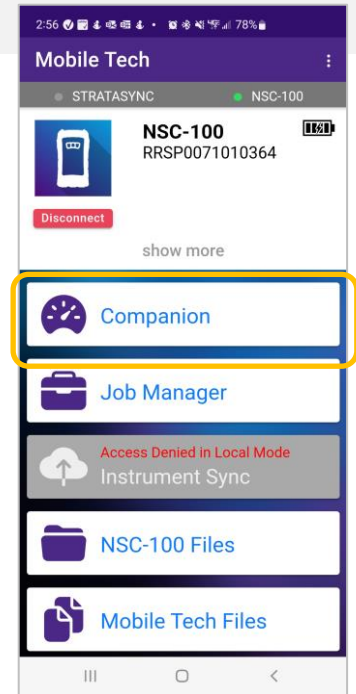 2:56 78%
Mobile Tech
STRATASYNC NSC-100
NSC-100
RRSP0071010364
Disconnect
show more
Companion
Job Manager
Access Denied in Local Mode
Instrument Sync
NSC-100 Files
Mobile Tech Files